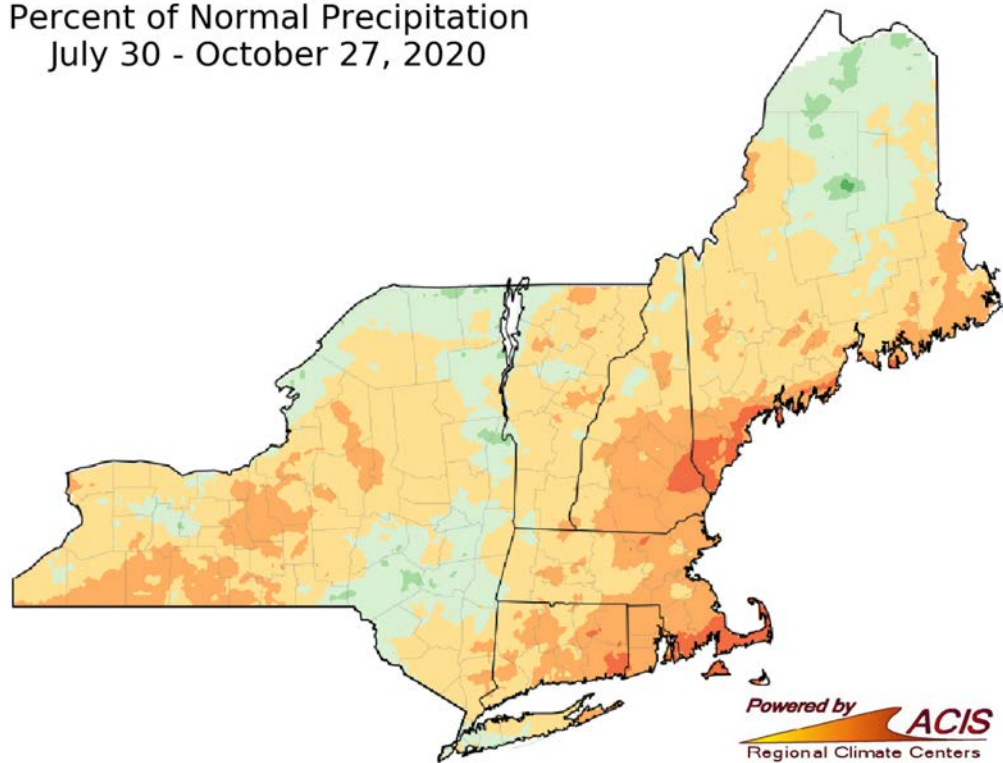 Percent of Normal Precipitation
July 30 - October 27, 2020
Powered by
ACIS
Regional Climate Centers